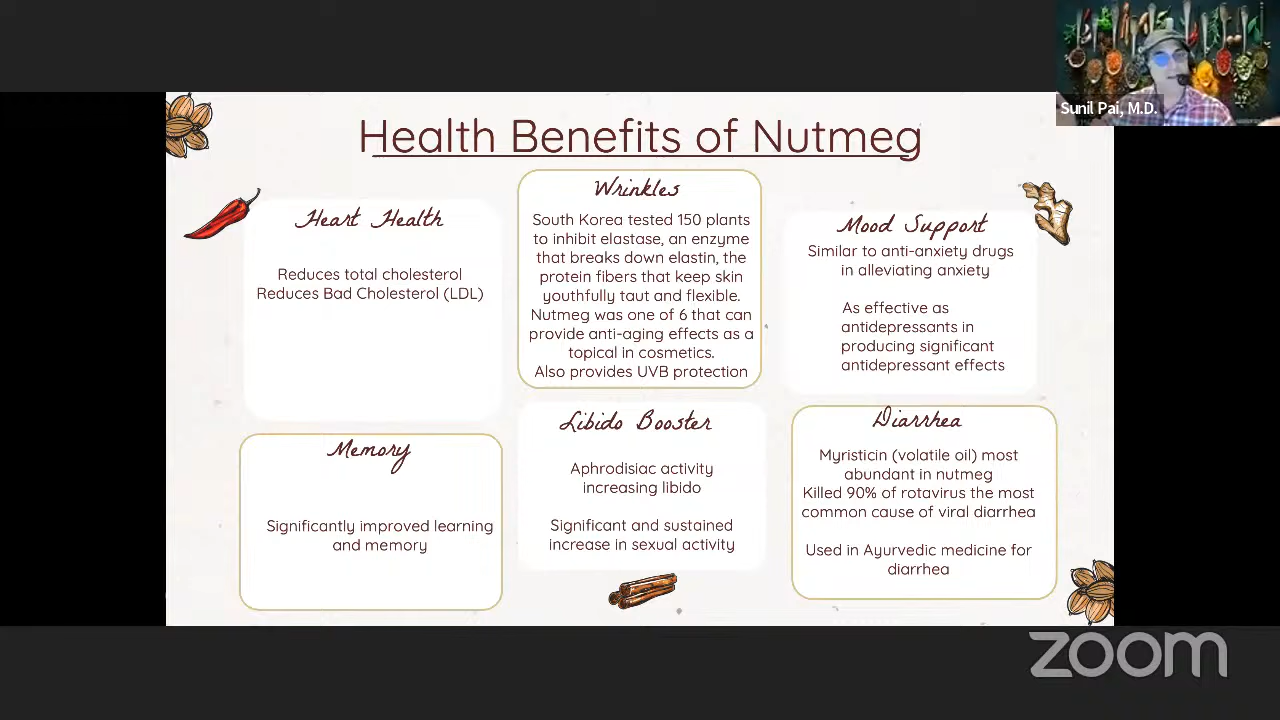 Sunil Pai, M.D.
Health Benefits of Nutmeg
Heart Health
Reduces total cholesterol
Reduces Bad Cholesterol (LDL)
Wrinkles
South Korea tested 150 plants
to inhibit elastase, an enzyme
that breaks down elastin, the
protein fibers that keep skin
youthfully taut and flexible.
Nutmeg was one of 6 that can
provide anti-aging effects as a
topical in cosmetics.
Also provides UVB protection
Mood Support
Similar to anti-anxiety drugs
in alleviating anxiety
As effective as
antidepressants in
producing significant
antidepressant effects
Memory
Significantly improved learning
and memory
Libido Booster
Aphrodisiac activity
increasing libido
Significant and sustained
increase in sexual activity
Diarrhea
Myristicin (volatile oil) most
abundant in nutmeg
Killed 90% of rotavirus the most
common cause of viral diarrhea
Used in Ayurvedic medicine for
diarrhea
zoom